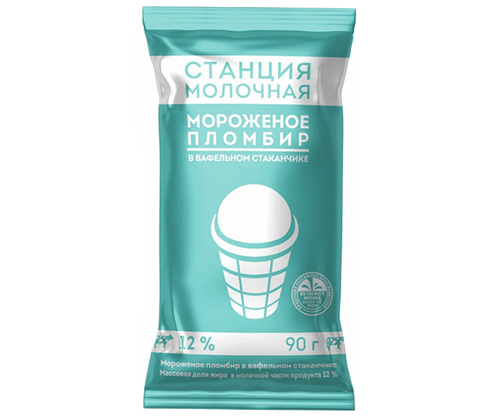 СТАНЦИЯ
МОЛОЧНАЯ
МОРОЖЕНОЕ
ПЛОМБИР
В ВАФЕЛЬНОМ СТАКАНЧИКЕ
12 %
90 г
Мороженое пломбир в вафельном стаканчике
Массовая доля жира в молочной части продукта 12 %